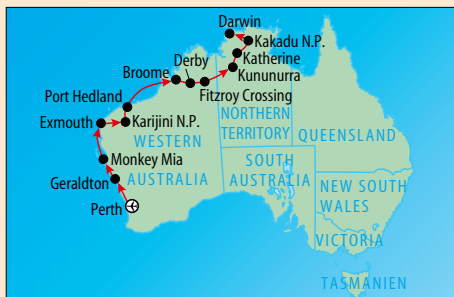 Darwin
Kakadu N.P.
Katherine
Kununurra
Derby
Broome
Fitzroy Crossing
Port Hedland
Exmouth
Karijini N.P.
Monkey Mia
Geraldton
Perth
WESTERN
AUSTRALIA
NORTHERN
TERRITORY
QUEENSLAND
SOUTH
AUSTRALIA
NEW SOUTH
WALES
VICTORIA
TASMANIEN